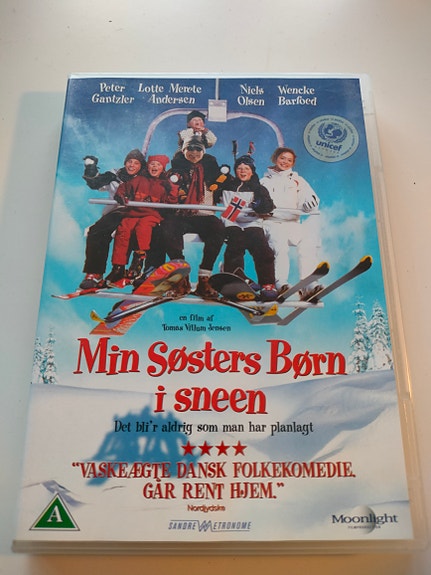 Peter Lotte Merete Niels Wencke
Gantzler Andersen Olsen Barfoed
unicef
en film af
Tomas Villum Jensen
Min Søsters Børn
i sneen
Det bli'r aldrig som man har planlagt
"VASKEÆGTE DANSK FOLKEKOMEDIE.
GÅR RENT HJEM."
Nordjydske
A
SANDREW METRONOME
Moonlight